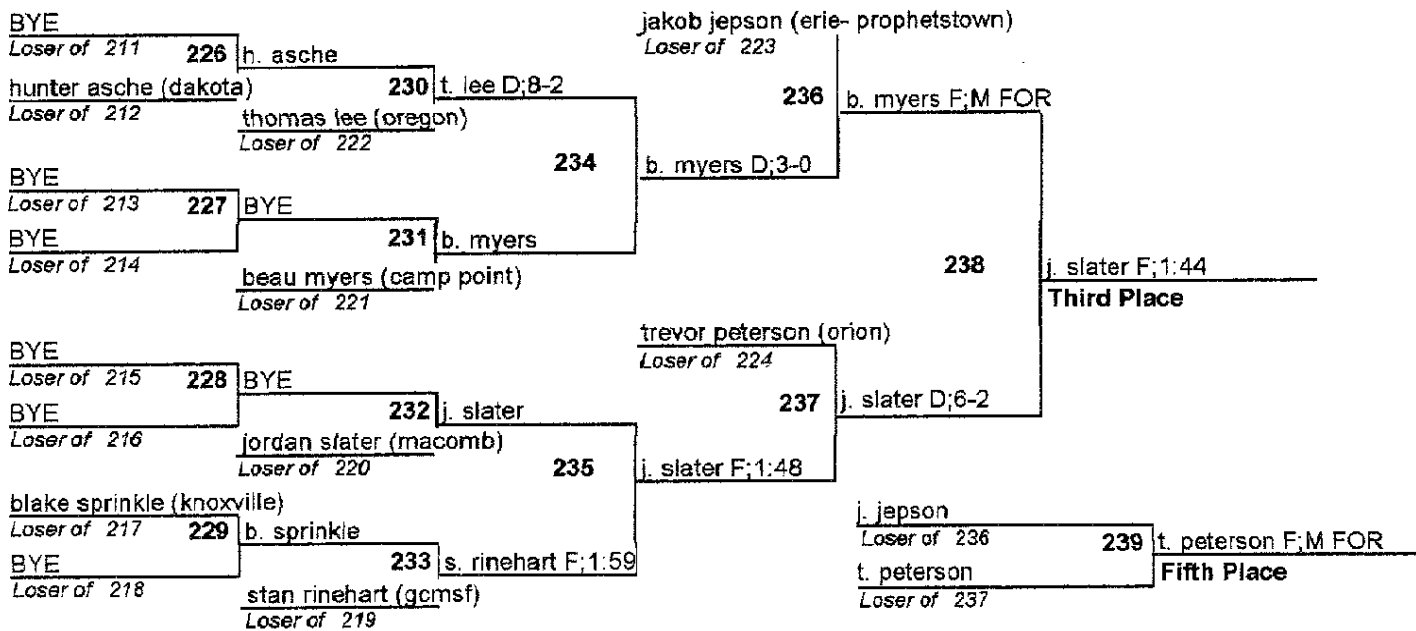 BYE
Loser of 211
226
h. asche
hunter asche (dakota)
Loser of 212
230
t. lee D;8-2
thomas lee (oregon)
Loser of 222
jakob jepson (erie- prophetstown)
Loser of 223
236
b. myers F;M FOR
234
b. myers D;3-0
BYE
Loser of 213
227
BYE
BYE
Loser of 214
231
b. myers
beau myers (camp point)
Loser of 221
238
j. slater F;1:44
Third Place
BYE
Loser of 215
228
BYE
BYE
Loser of 216
232
j. slater
jordan slater (macomb)
Loser of 220
trevor peterson (orion)
Loser of 224
237
j. slater D;6-2
235
j. slater F;1:48
blake sprinkle (knoxville)
Loser of 217
229
b. sprinkle
BYE
Loser of 218
233
s. rinehart F;1:59
stan rinehart (gcmsf)
Loser of 219
j. jepson
Loser of 236
239
t. peterson F;M FOR
Fifth Place
t. peterson
Loser of 237